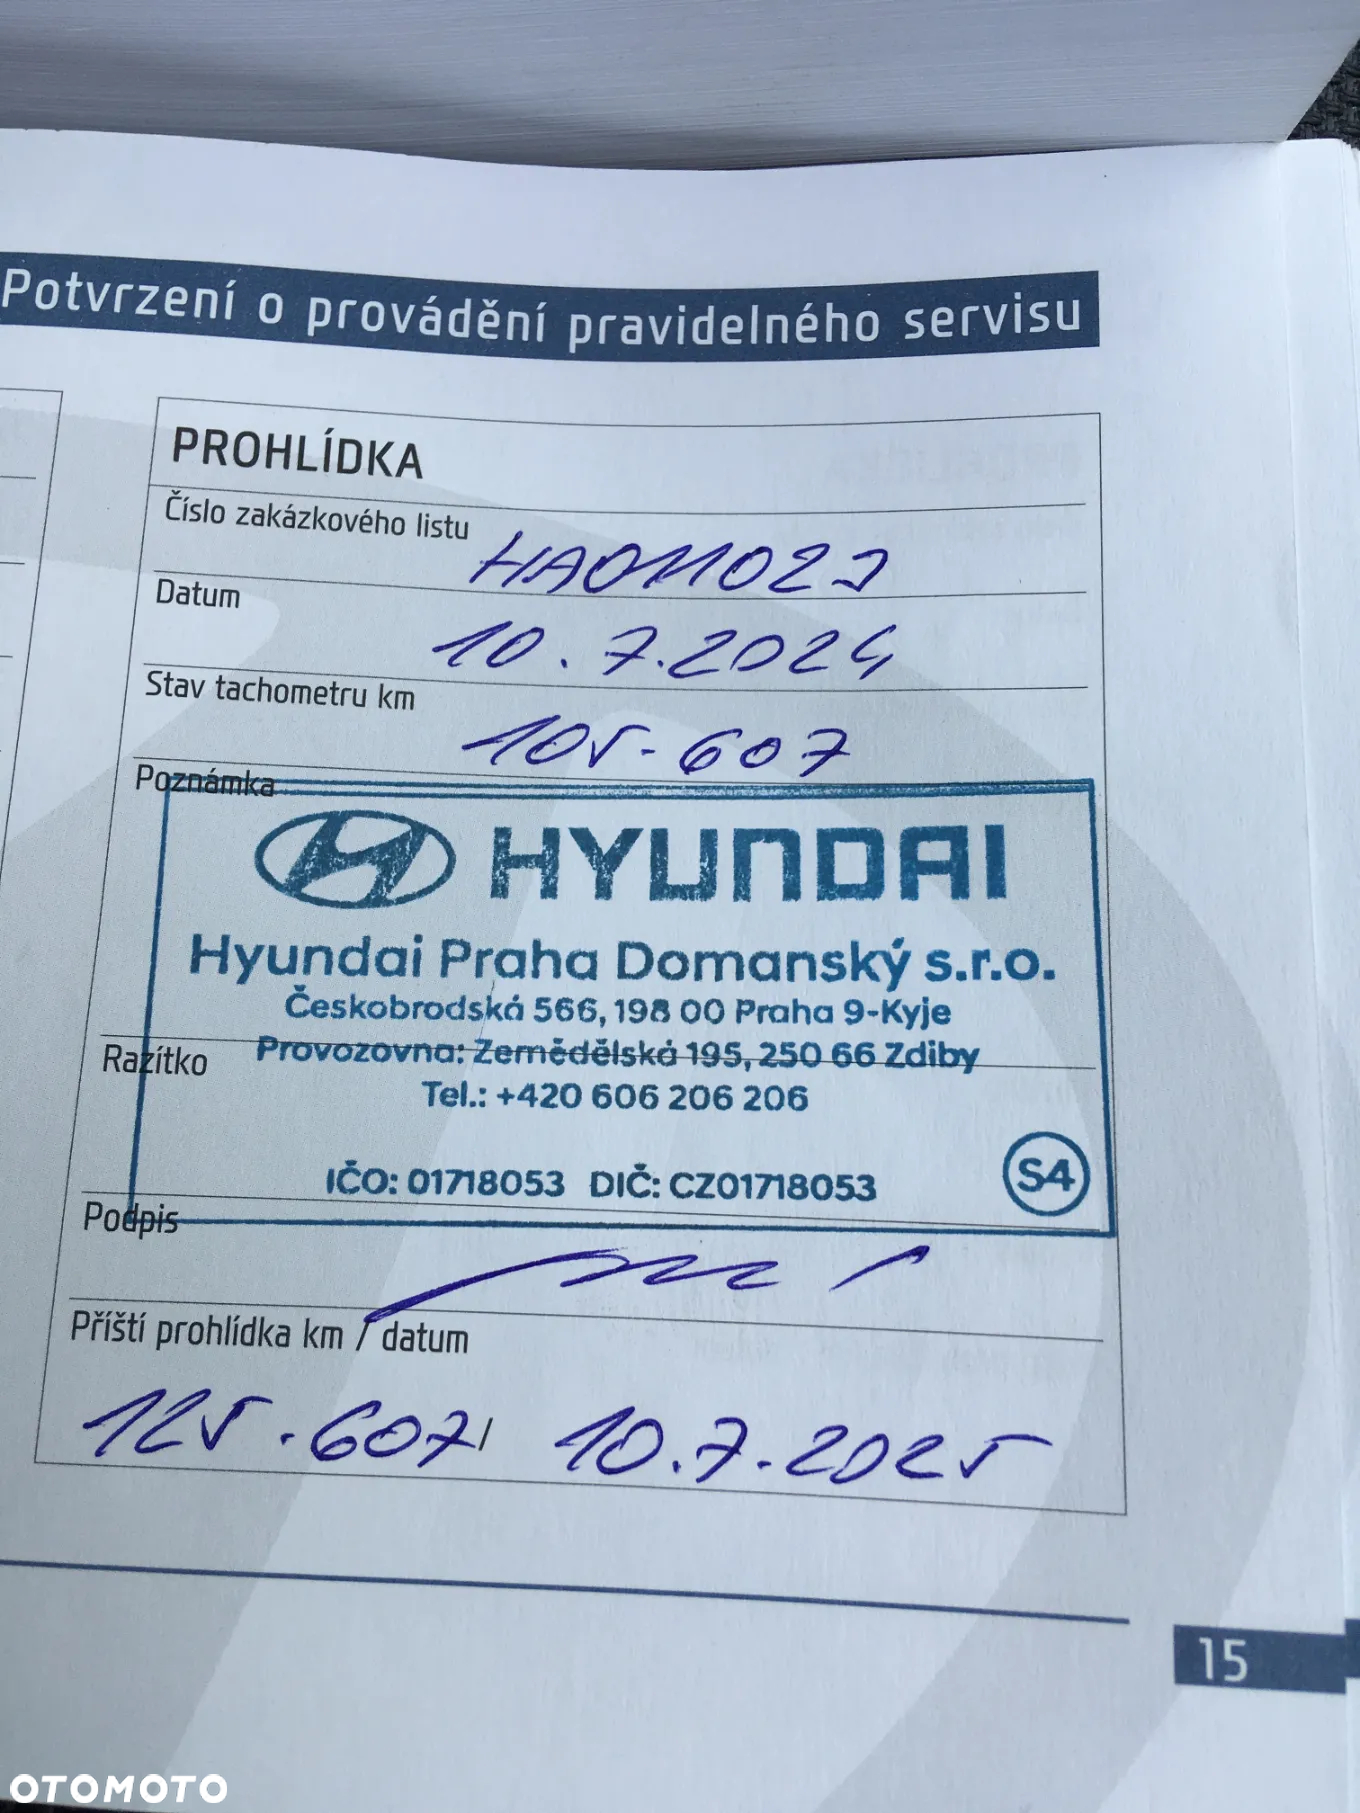 Potvrzení o provádění pravidelného servisu
PROHLÍDKA
Číslo zakázkového listu
Datum
10.7.2024
Stav tachometru km
105-607
Poznámka
HYUNDAI
Hyundai Praha Domanský s.r.o.
Českobrodská 566, 198 00 Praha 9-Kyje
Provozovna: Zemědělská 195, 250 66 Zdiby
Razítko
Tel.: +420 606 206 206
IČO: 01718053 DIČ: CZ01718053
S4
Podpis
Příští prohlídka km / datum
125.607/ 10.7.2025
15
OTOMOTO